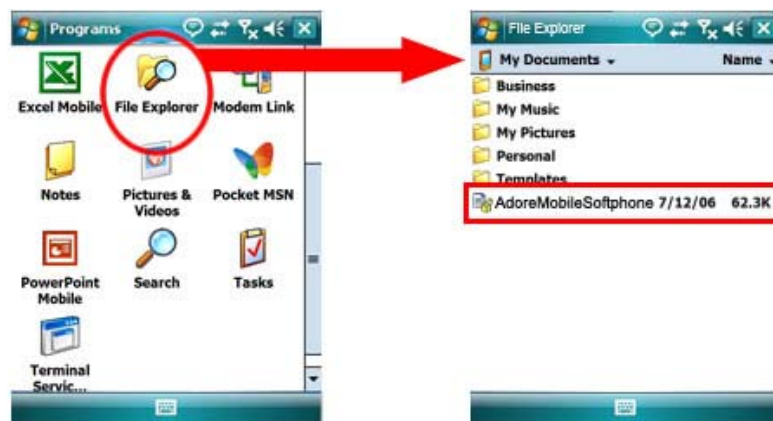 Programs
Excel Mobile File Explorer Modem Link
Notes Pictures & Videos Pocket MSN
PowerPoint Mobile Search Tasks
Terminal Servic...
File Explorer
My Documents Name
Business
My Music
My Pictures
Personal
Templates
AdoreMobileSoftphone 7/12/06 62.3K